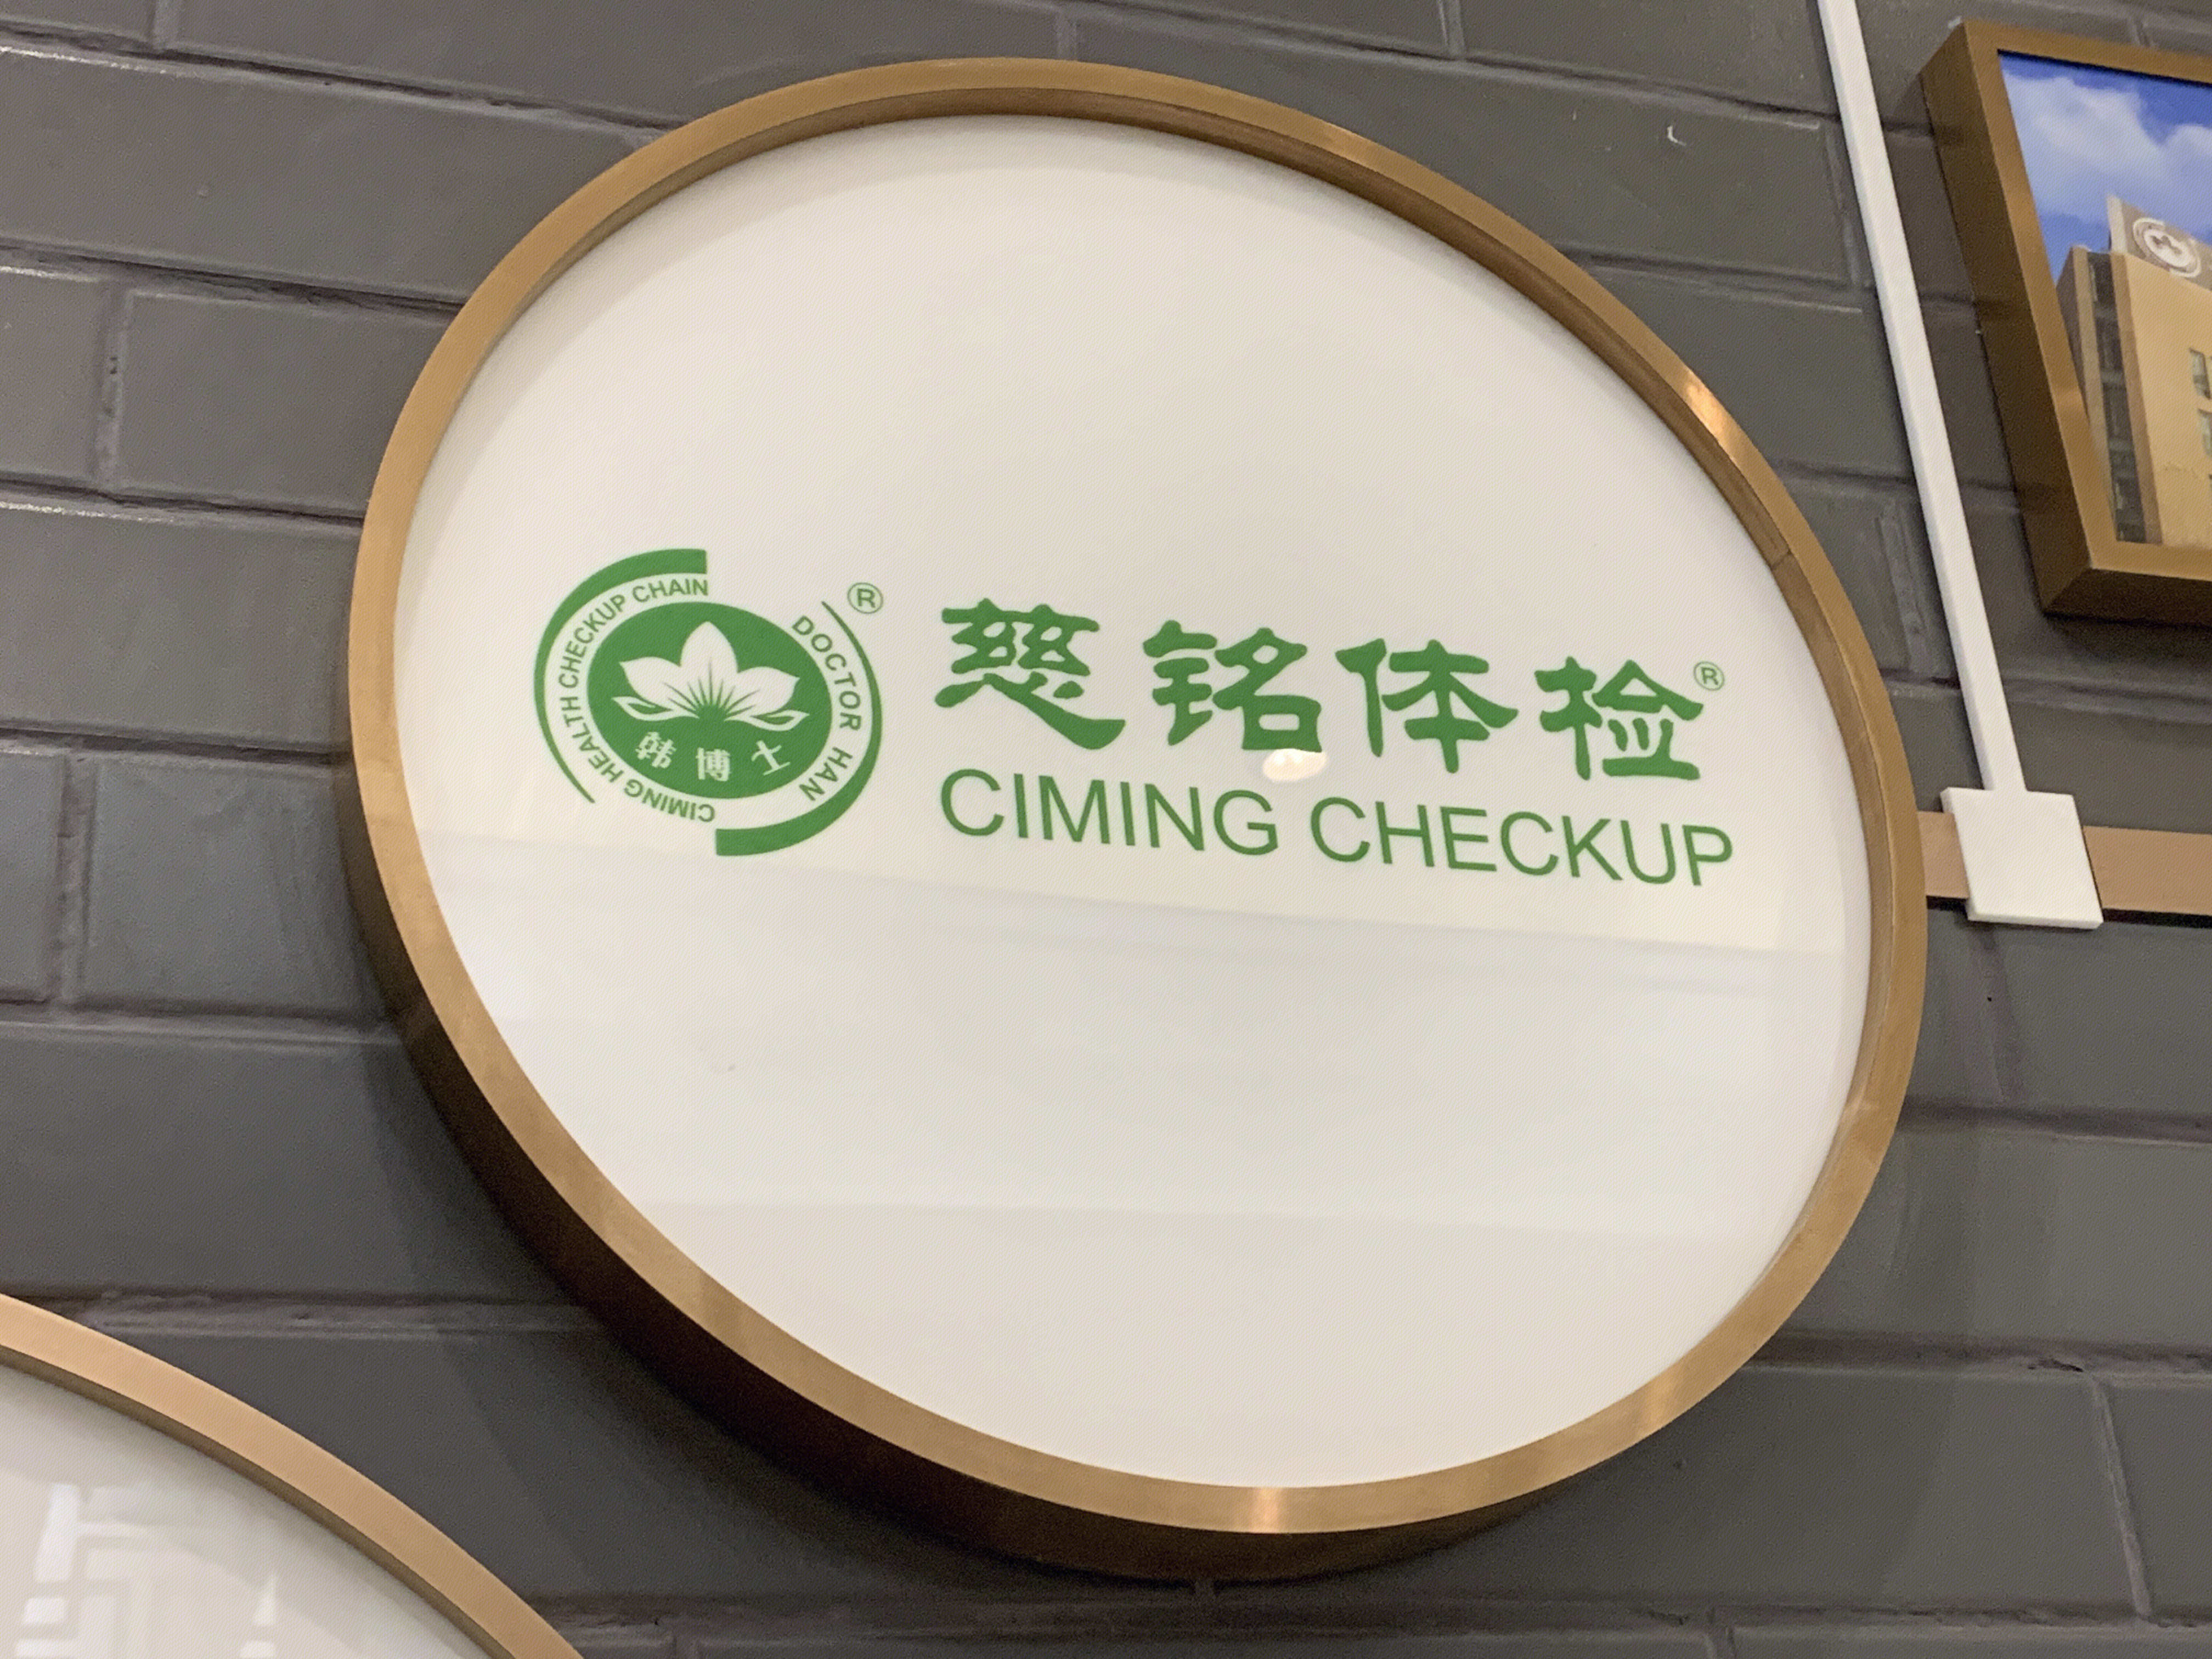 CIMING HEALTH CHECKUP CHAIN
DOCTOR HAN
®
韩博士
慈铭体检®
CIMING CHECKUP